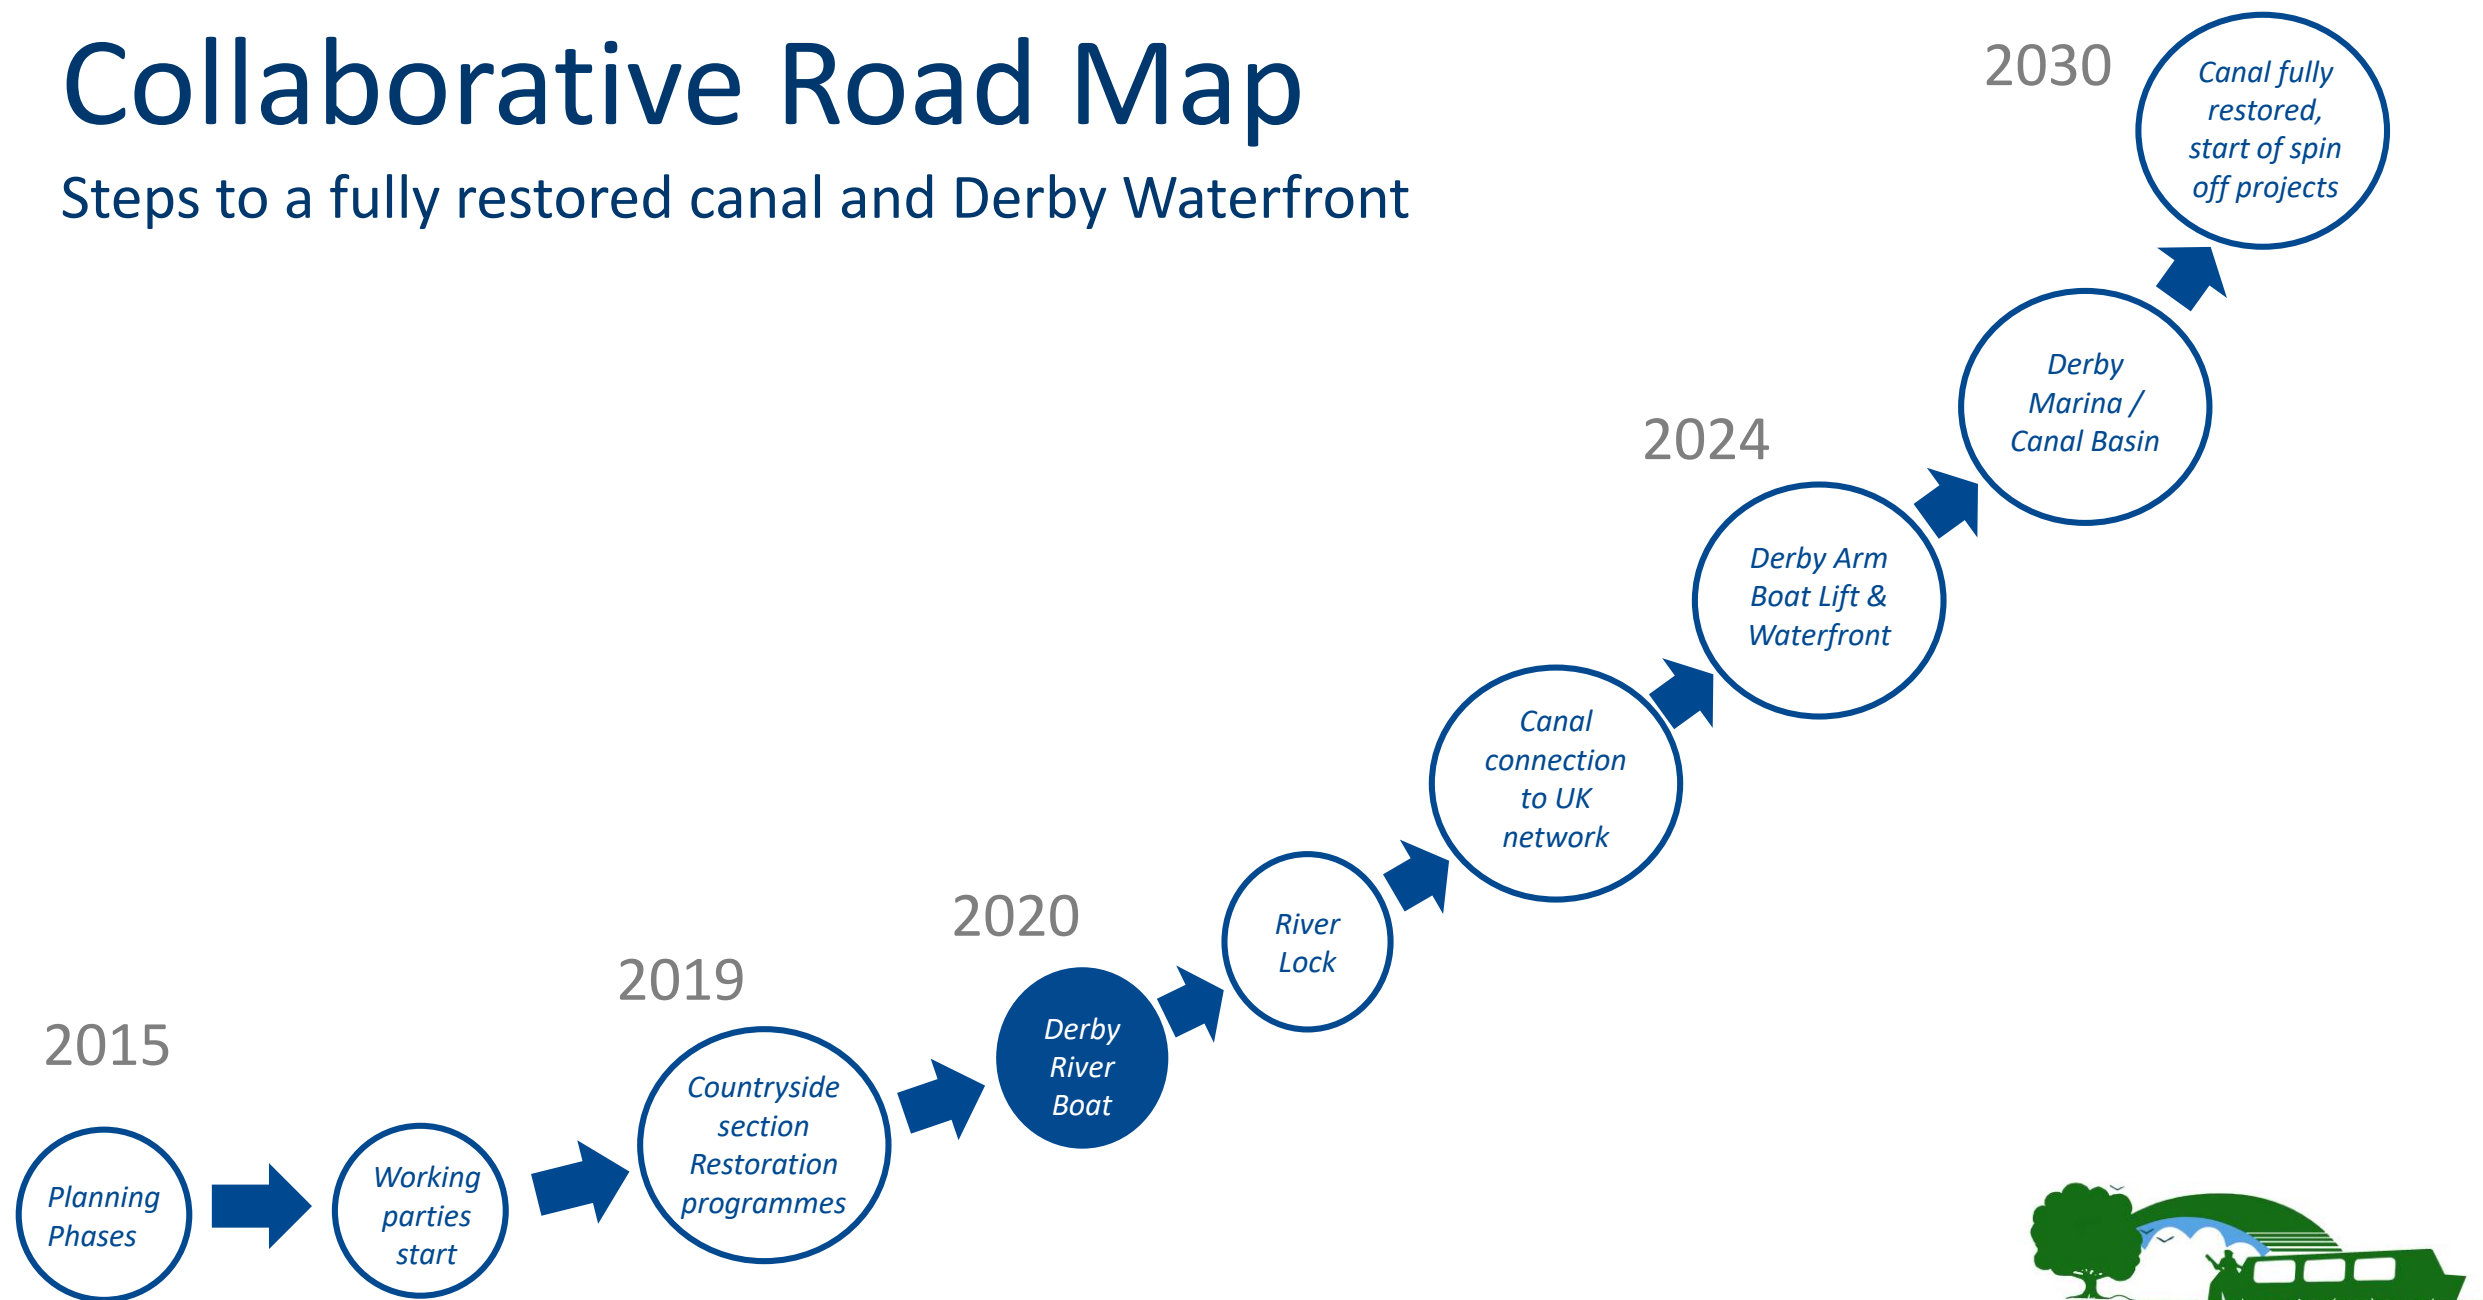 Collaborative Road Map
Steps to a fully restored canal and Derby Waterfront
2015
Planning
Phases
Working
parties
start
2019
Countryside
section
Restoration
programmes
2020
Derby
River
Boat
River
Lock
Canal
connection
to UK
network
2024
Derby Arm
Boat Lift &
Waterfront
Derby
Marina /
Canal Basin
2030
Canal fully
restored,
start of spin
off projects